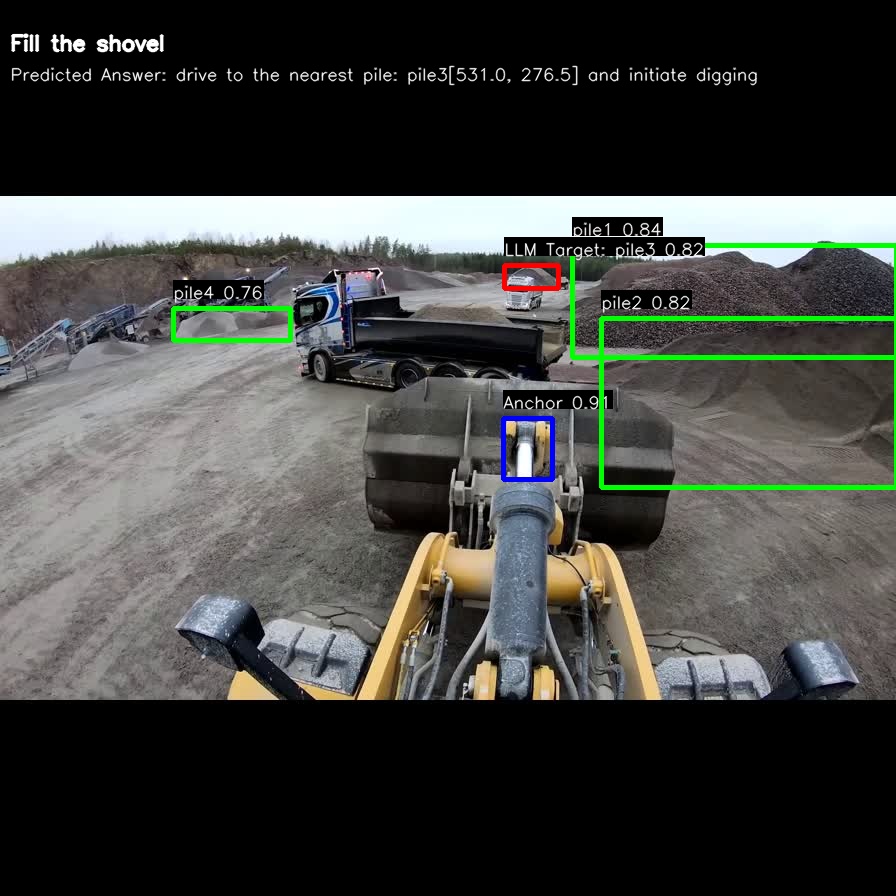 Fill the shovel
Predicted Answer: drive to the nearest pile: pile3[531.0, 276.5] and initiate digging
pile1 0.84
LLM Target: pile3 0.82
pile4 0.76
pile2 0.82
Anchor 0.91